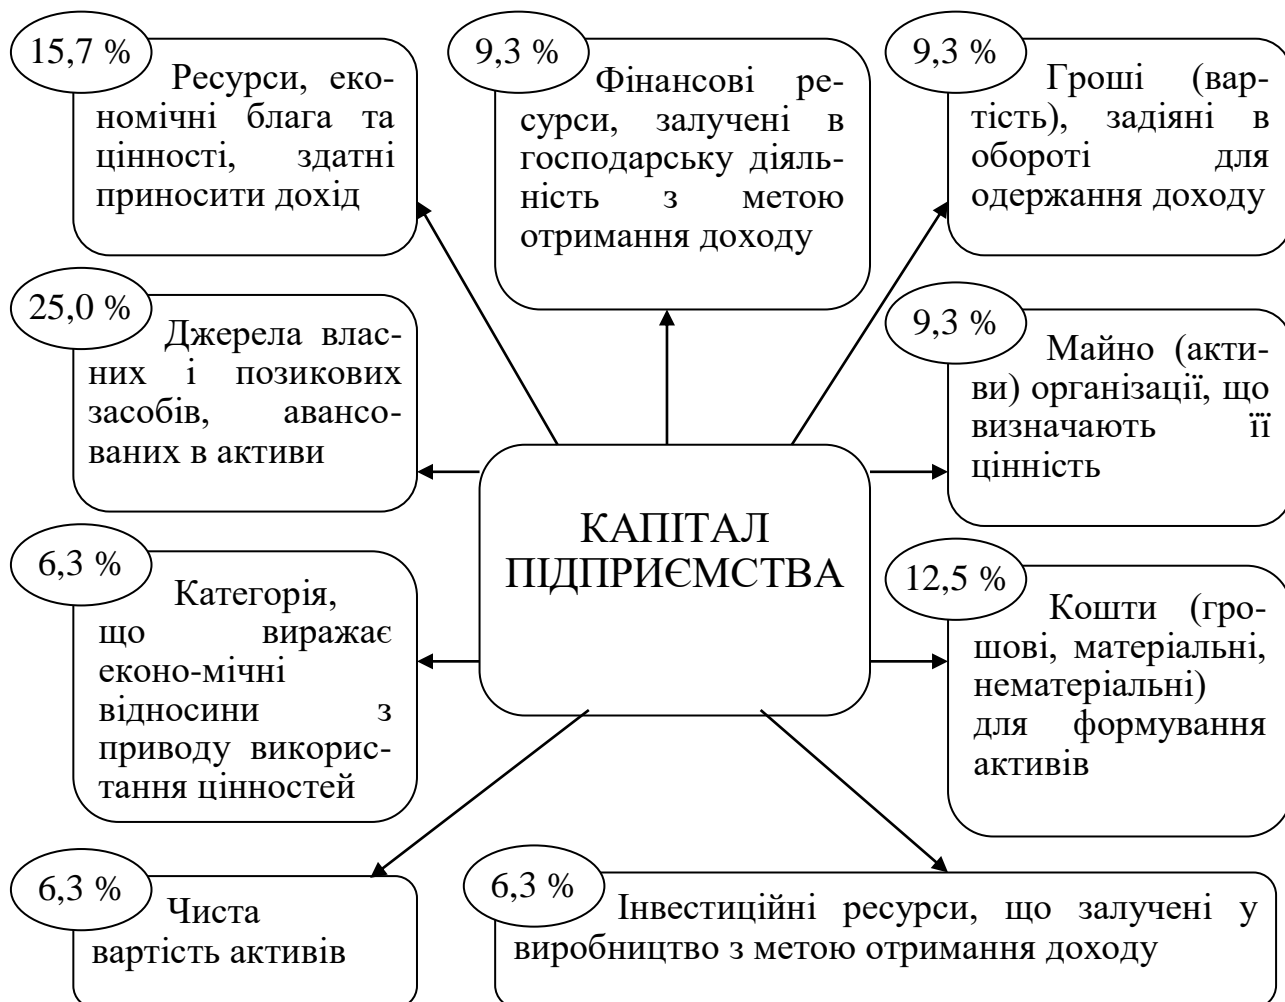 15,7 %
Ресурси, еко-
номічні блага та
цінності, здатні
приносити дохід
9,3 %
Фінансові ре-
сурси, залучені в
господарську діяль-
ність з метою
отримання доходу
9,3 %
Гроші (вар-
тість), задіяні в
обороті для
одержання доходу
25,0 %
Джерела влас-
них і позикових
засобів, авансо-
ваних в активи
9,3 %
Майно (акти-
ви) організації, що
визначають її
цінність
КАПІТАЛ
ПІДПРИЄМСТВА
6,3 %
Категорія,
що виражає
еконо-мічні
відносини з
приводу викорис-
тання цінностей
12,5 %
Кошти (гро-
шові, матеріальні,
нематеріальні)
для формування
активів
6,3 %
Чиста
вартість активів
6,3 %
Інвестиційні ресурси, що залучені у
виробництво з метою отримання доходу